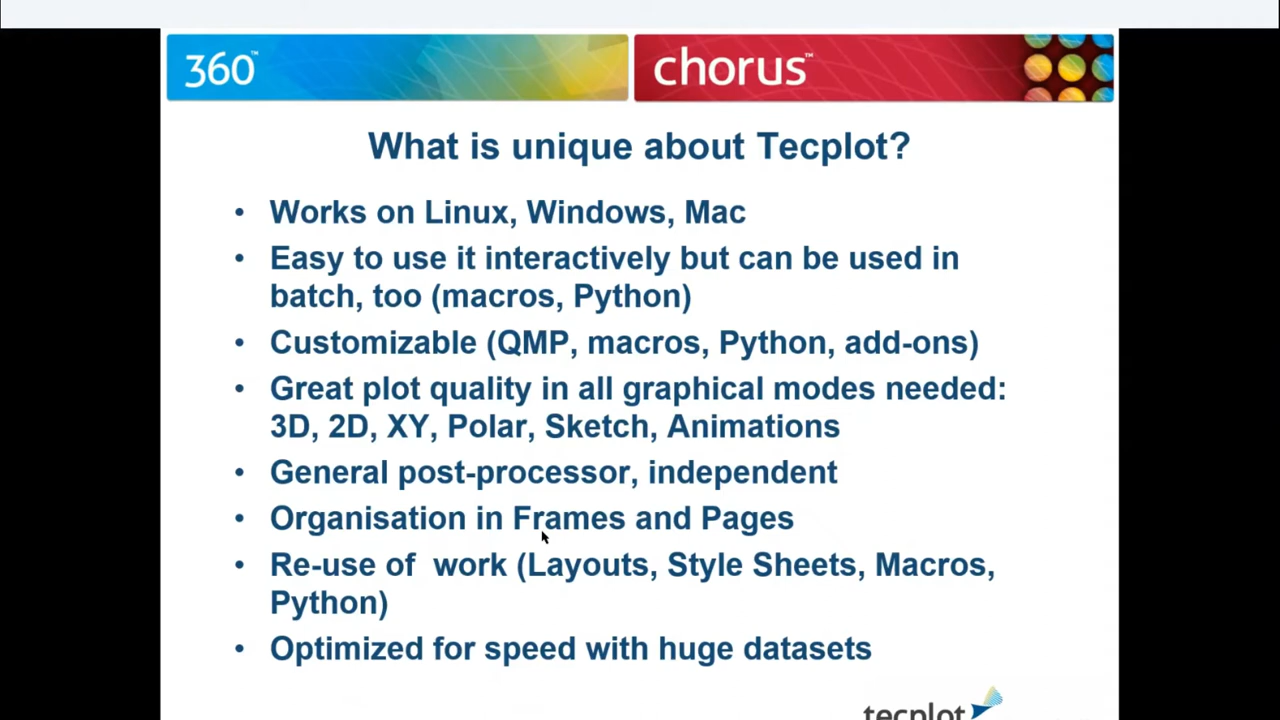 360™
chorus™
What is unique about Tecplot?
• Works on Linux, Windows, Mac
• Easy to use it interactively but can be used in
batch, too (macros, Python)
• Customizable (QMP, macros, Python, add-ons)
• Great plot quality in all graphical modes needed:
3D, 2D, XY, Polar, Sketch, Animations
• General post-processor, independent
• Organisation in Frames and Pages
• Re-use of  work (Layouts, Style Sheets, Macros,
Python)
• Optimized for speed with huge datasets
tecplot